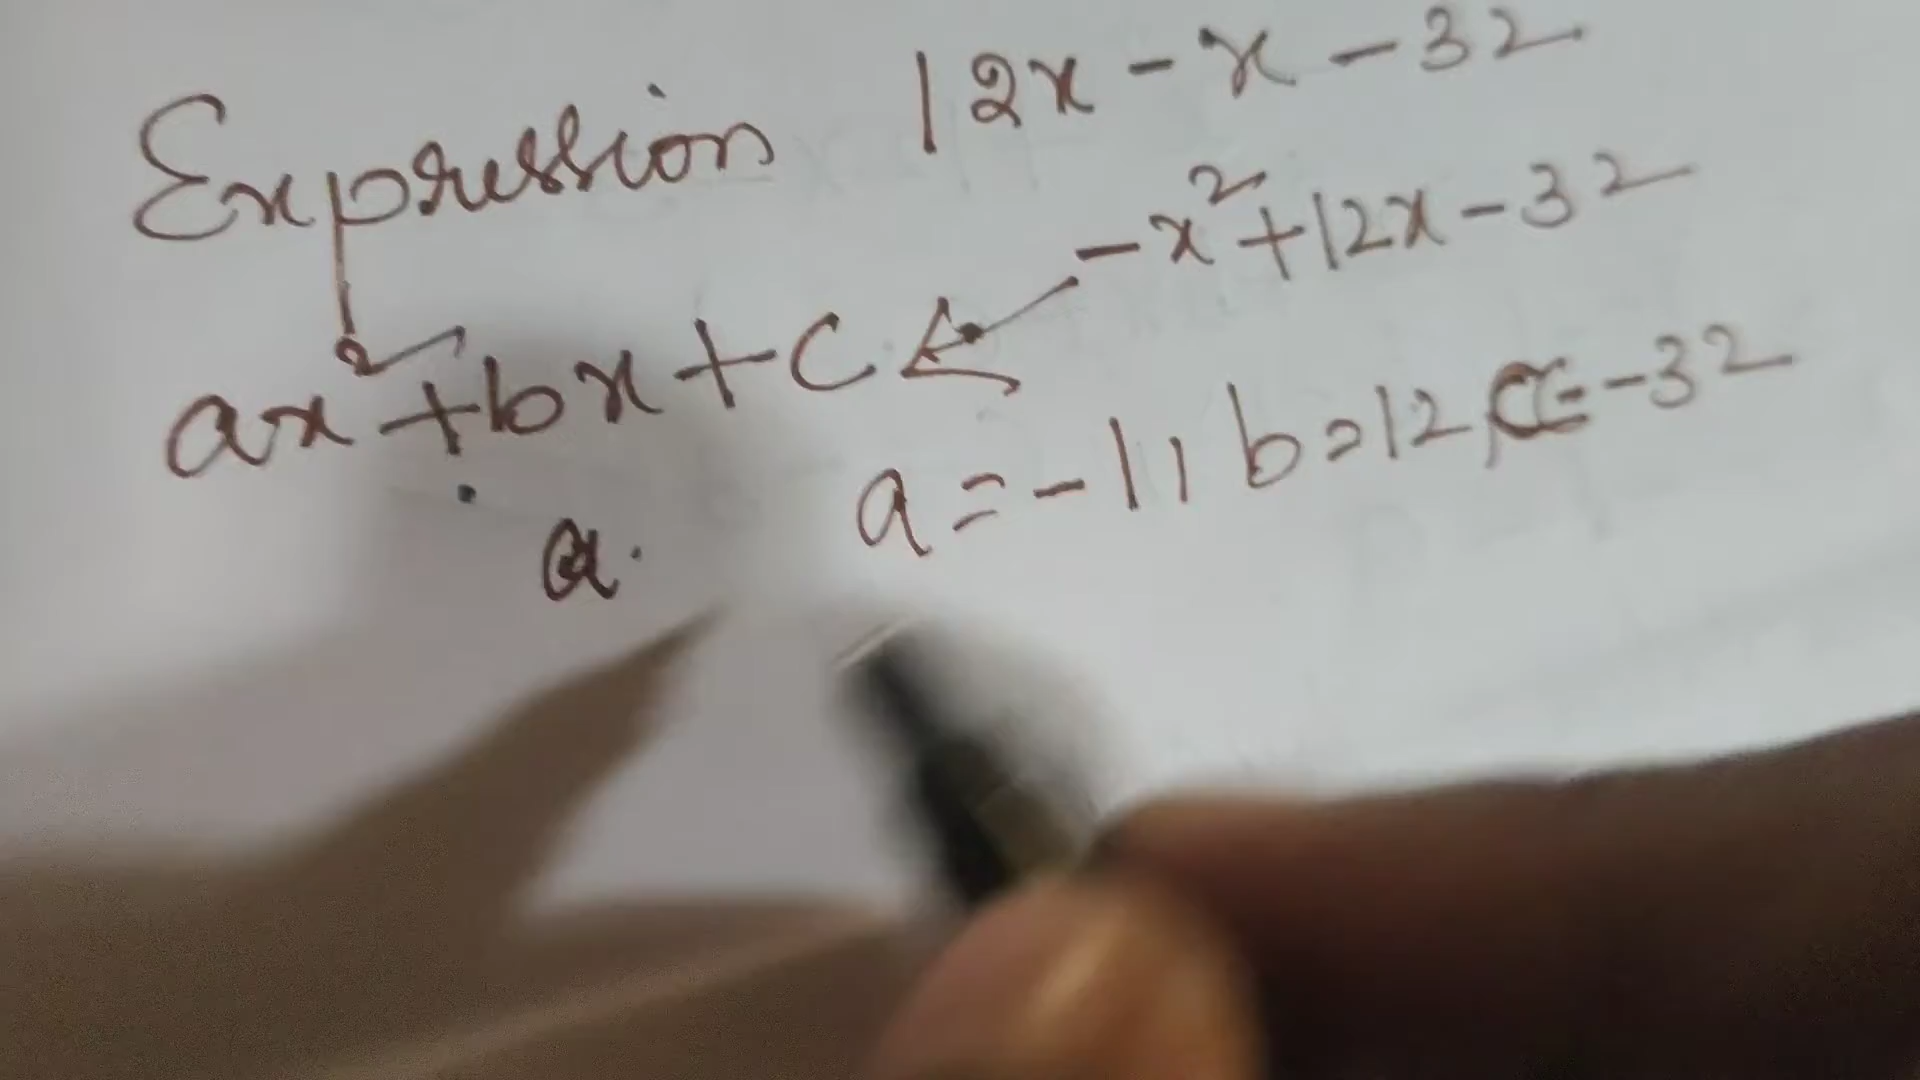 Expression 12x - x - 32
-x² + 12x - 32
ax² + bx + c
a = -1, b = 12, c = -32
a.